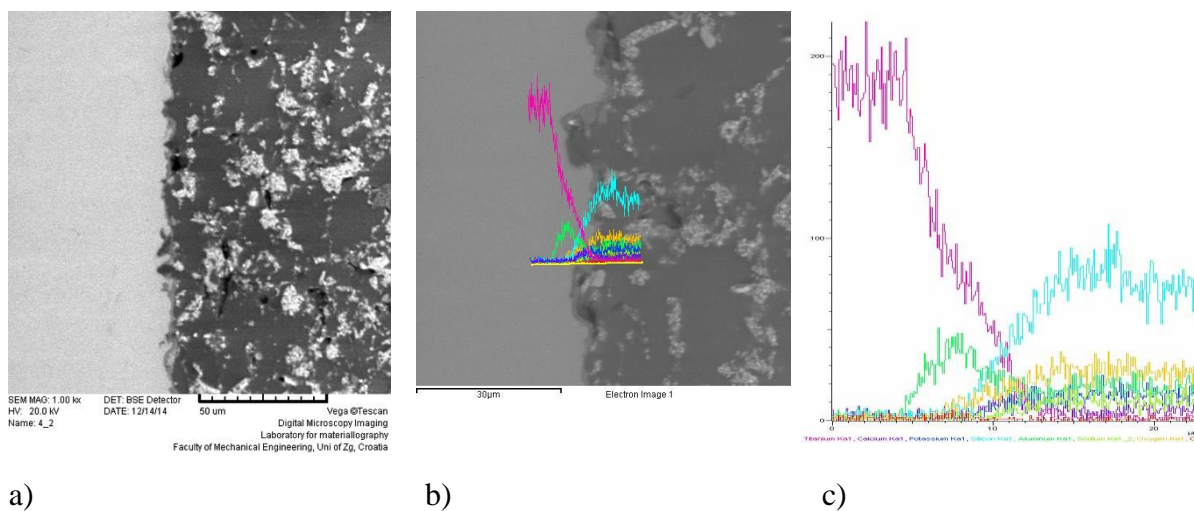 SEM MAG: 1.00 kx DET: BSE Detector
HV: 20.0 kV DATE: 12/14/14
Name: 4_2
50 um
Vega ©Tescan
Digital Microscopy Imaging
Laboratory for materiallography
Faculty of Mechanical Engineering, Uni of Zg, Croatia
30µm
Electron Image 1
200
100
0
10
20
Titanium Ka1, Calcium Ka1, Potassium Ka1, Silicon Ka1, Aluminum Ka1, Sodium Ka1_2, Oxygen Ka1,
a)
b)
c)